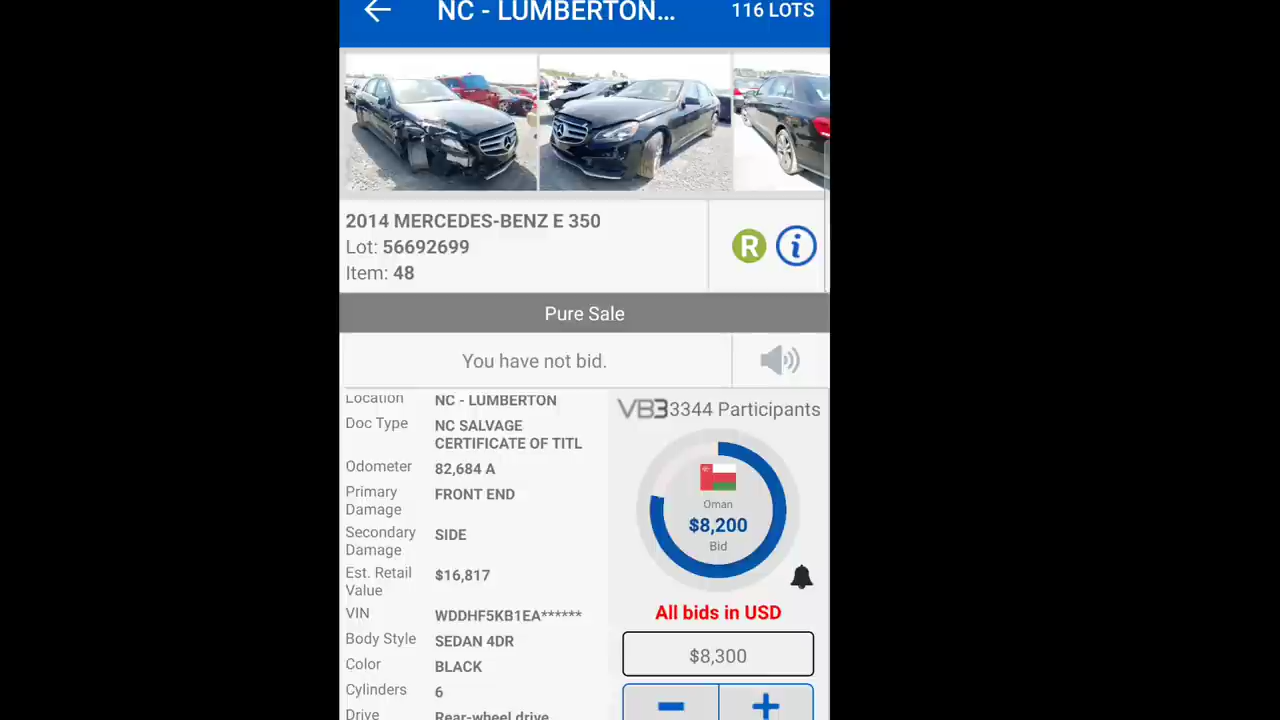 NC - LUMBERTON...
116 LOTS
2014 MERCEDES-BENZ E 350
Lot: 56692699
Item: 48
R
i
Pure Sale
You have not bid.
Location NC - LUMBERTON
Doc Type NC SALVAGE
CERTIFICATE OF TITL
Odometer 82,684 A
Primary
Damage FRONT END
Secondary
Damage SIDE
Est. Retail
Value $16,817
VIN WDDHF5KB1EA******
Body Style SEDAN 4DR
Color BLACK
Cylinders 6
Drive Rear-wheel drive
VB3 3344 Participants
Oman
$8,200
Bid
All bids in USD
$8,300